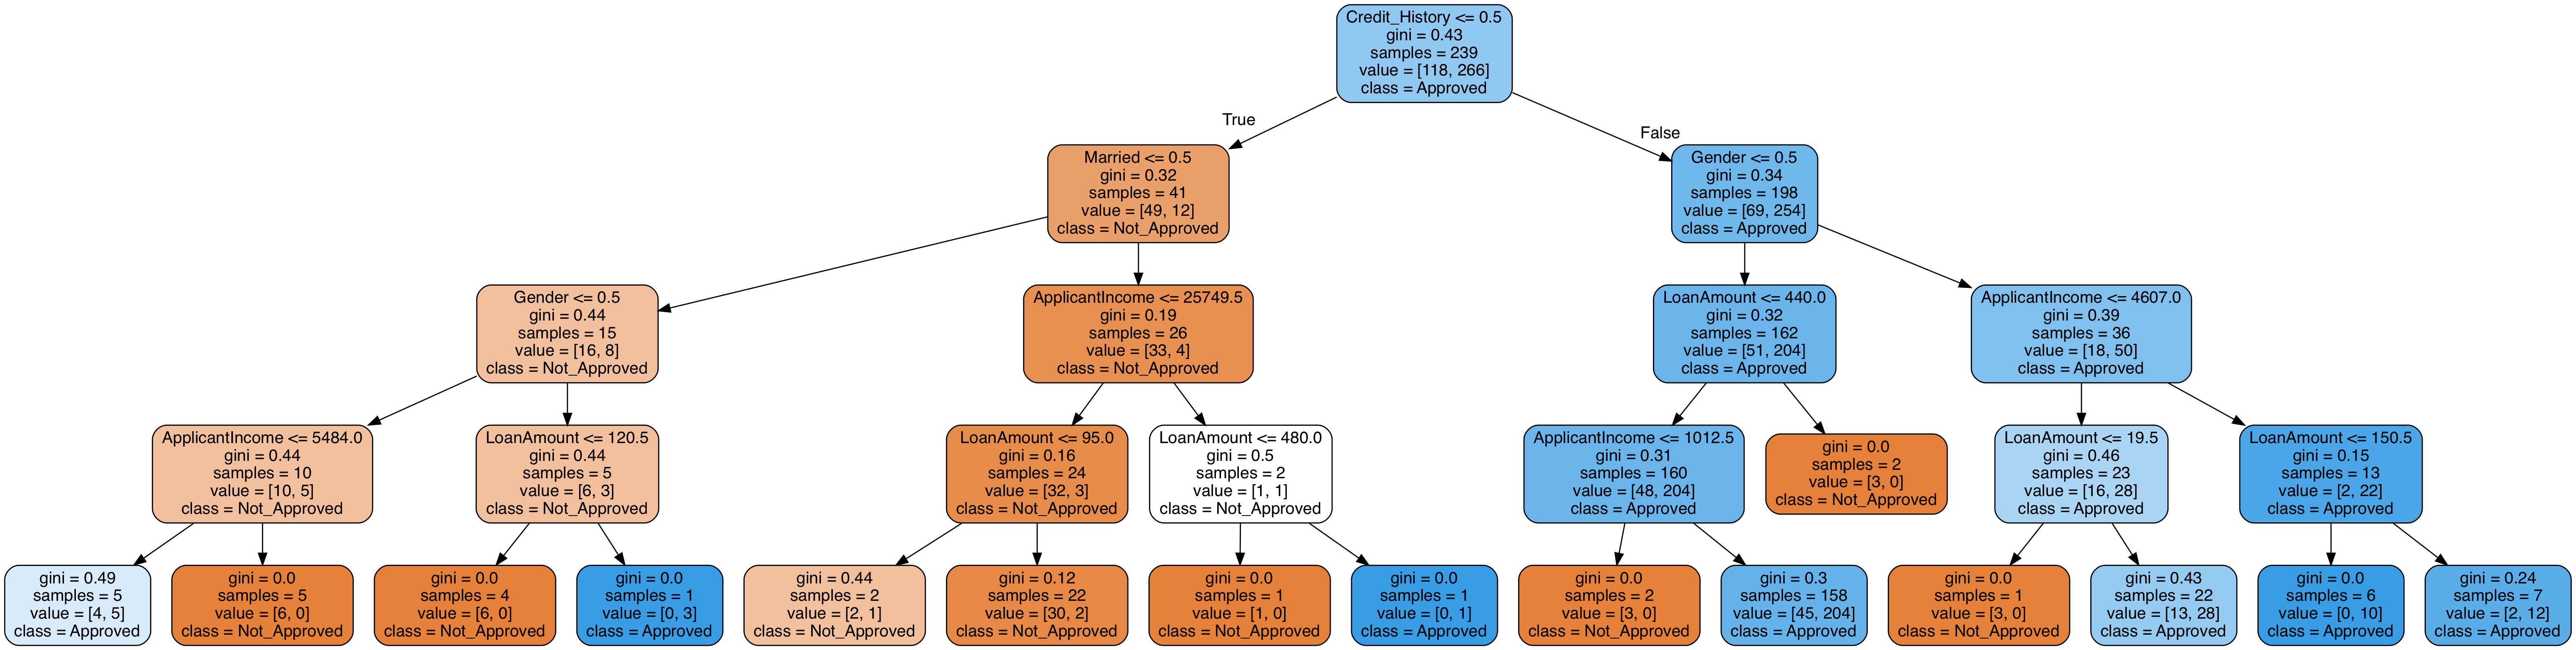 Credit_History <= 0.5
gini = 0.43
samples = 239
value = [118, 266]
class = Approved
True
False
Married <= 0.5
gini = 0.32
samples = 41
value = [49, 12]
class = Not_Approved
Gender <= 0.5
gini = 0.34
samples = 198
value = [69, 254]
class = Approved
Gender <= 0.5
gini = 0.44
samples = 15
value = [16, 8]
class = Not_Approved
ApplicantIncome <= 25749.5
gini = 0.19
samples = 26
value = [33, 4]
class = Not_Approved
LoanAmount <= 440.0
gini = 0.32
samples = 162
value = [51, 204]
class = Approved
ApplicantIncome <= 4607.0
gini = 0.39
samples = 36
value = [18, 50]
class = Approved
ApplicantIncome <= 5484.0
gini = 0.44
samples = 10
value = [10, 5]
class = Not_Approved
LoanAmount <= 120.5
gini = 0.44
samples = 5
value = [6, 3]
class = Not_Approved
LoanAmount <= 95.0
gini = 0.16
samples = 24
value = [32, 3]
class = Not_Approved
LoanAmount <= 480.0
gini = 0.5
samples = 2
value = [1, 1]
class = Not_Approved
ApplicantIncome <= 1012.5
gini = 0.31
samples = 160
value = [48, 204]
class = Approved
gini = 0.0
samples = 2
value = [3, 0]
class = Not_Approved
LoanAmount <= 19.5
gini = 0.46
samples = 23
value = [16, 28]
class = Approved
LoanAmount <= 150.5
gini = 0.15
samples = 13
value = [2, 22]
class = Approved
gini = 0.49
samples = 5
value = [4, 5]
class = Approved
gini = 0.0
samples = 5
value = [6, 0]
class = Not_Approved
gini = 0.0
samples = 4
value = [6, 0]
class = Not_Approved
gini = 0.0
samples = 1
value = [0, 3]
class = Approved
gini = 0.44
samples = 2
value = [2, 1]
class = Not_Approved
gini = 0.12
samples = 22
value = [30, 2]
class = Not_Approved
gini = 0.0
samples = 1
value = [1, 0]
class = Not_Approved
gini = 0.0
samples = 1
value = [0, 1]
class = Approved
gini = 0.0
samples = 2
value = [3, 0]
class = Not_Approved
gini = 0.3
samples = 158
value = [45, 204]
class = Approved
gini = 0.0
samples = 1
value = [3, 0]
class = Not_Approved
gini = 0.43
samples = 22
value = [13, 28]
class = Approved
gini = 0.0
samples = 6
value = [0, 10]
class = Approved
gini = 0.24
samples = 7
value = [2, 12]
class = Approved